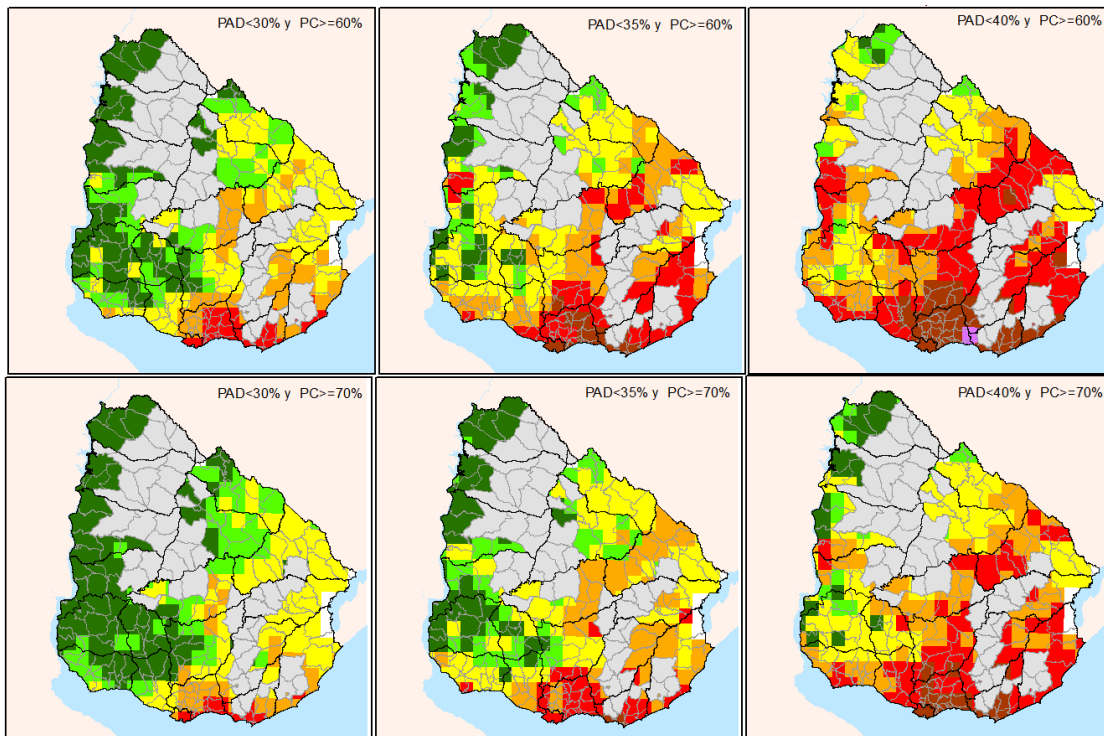 PAD<30% y PC>=60%
PAD<35% y PC>=60%
PAD<40% y PC>=60%
PAD<30% y PC>=70%
PAD<35% y PC>=70%
PAD<40% y PC>=70%